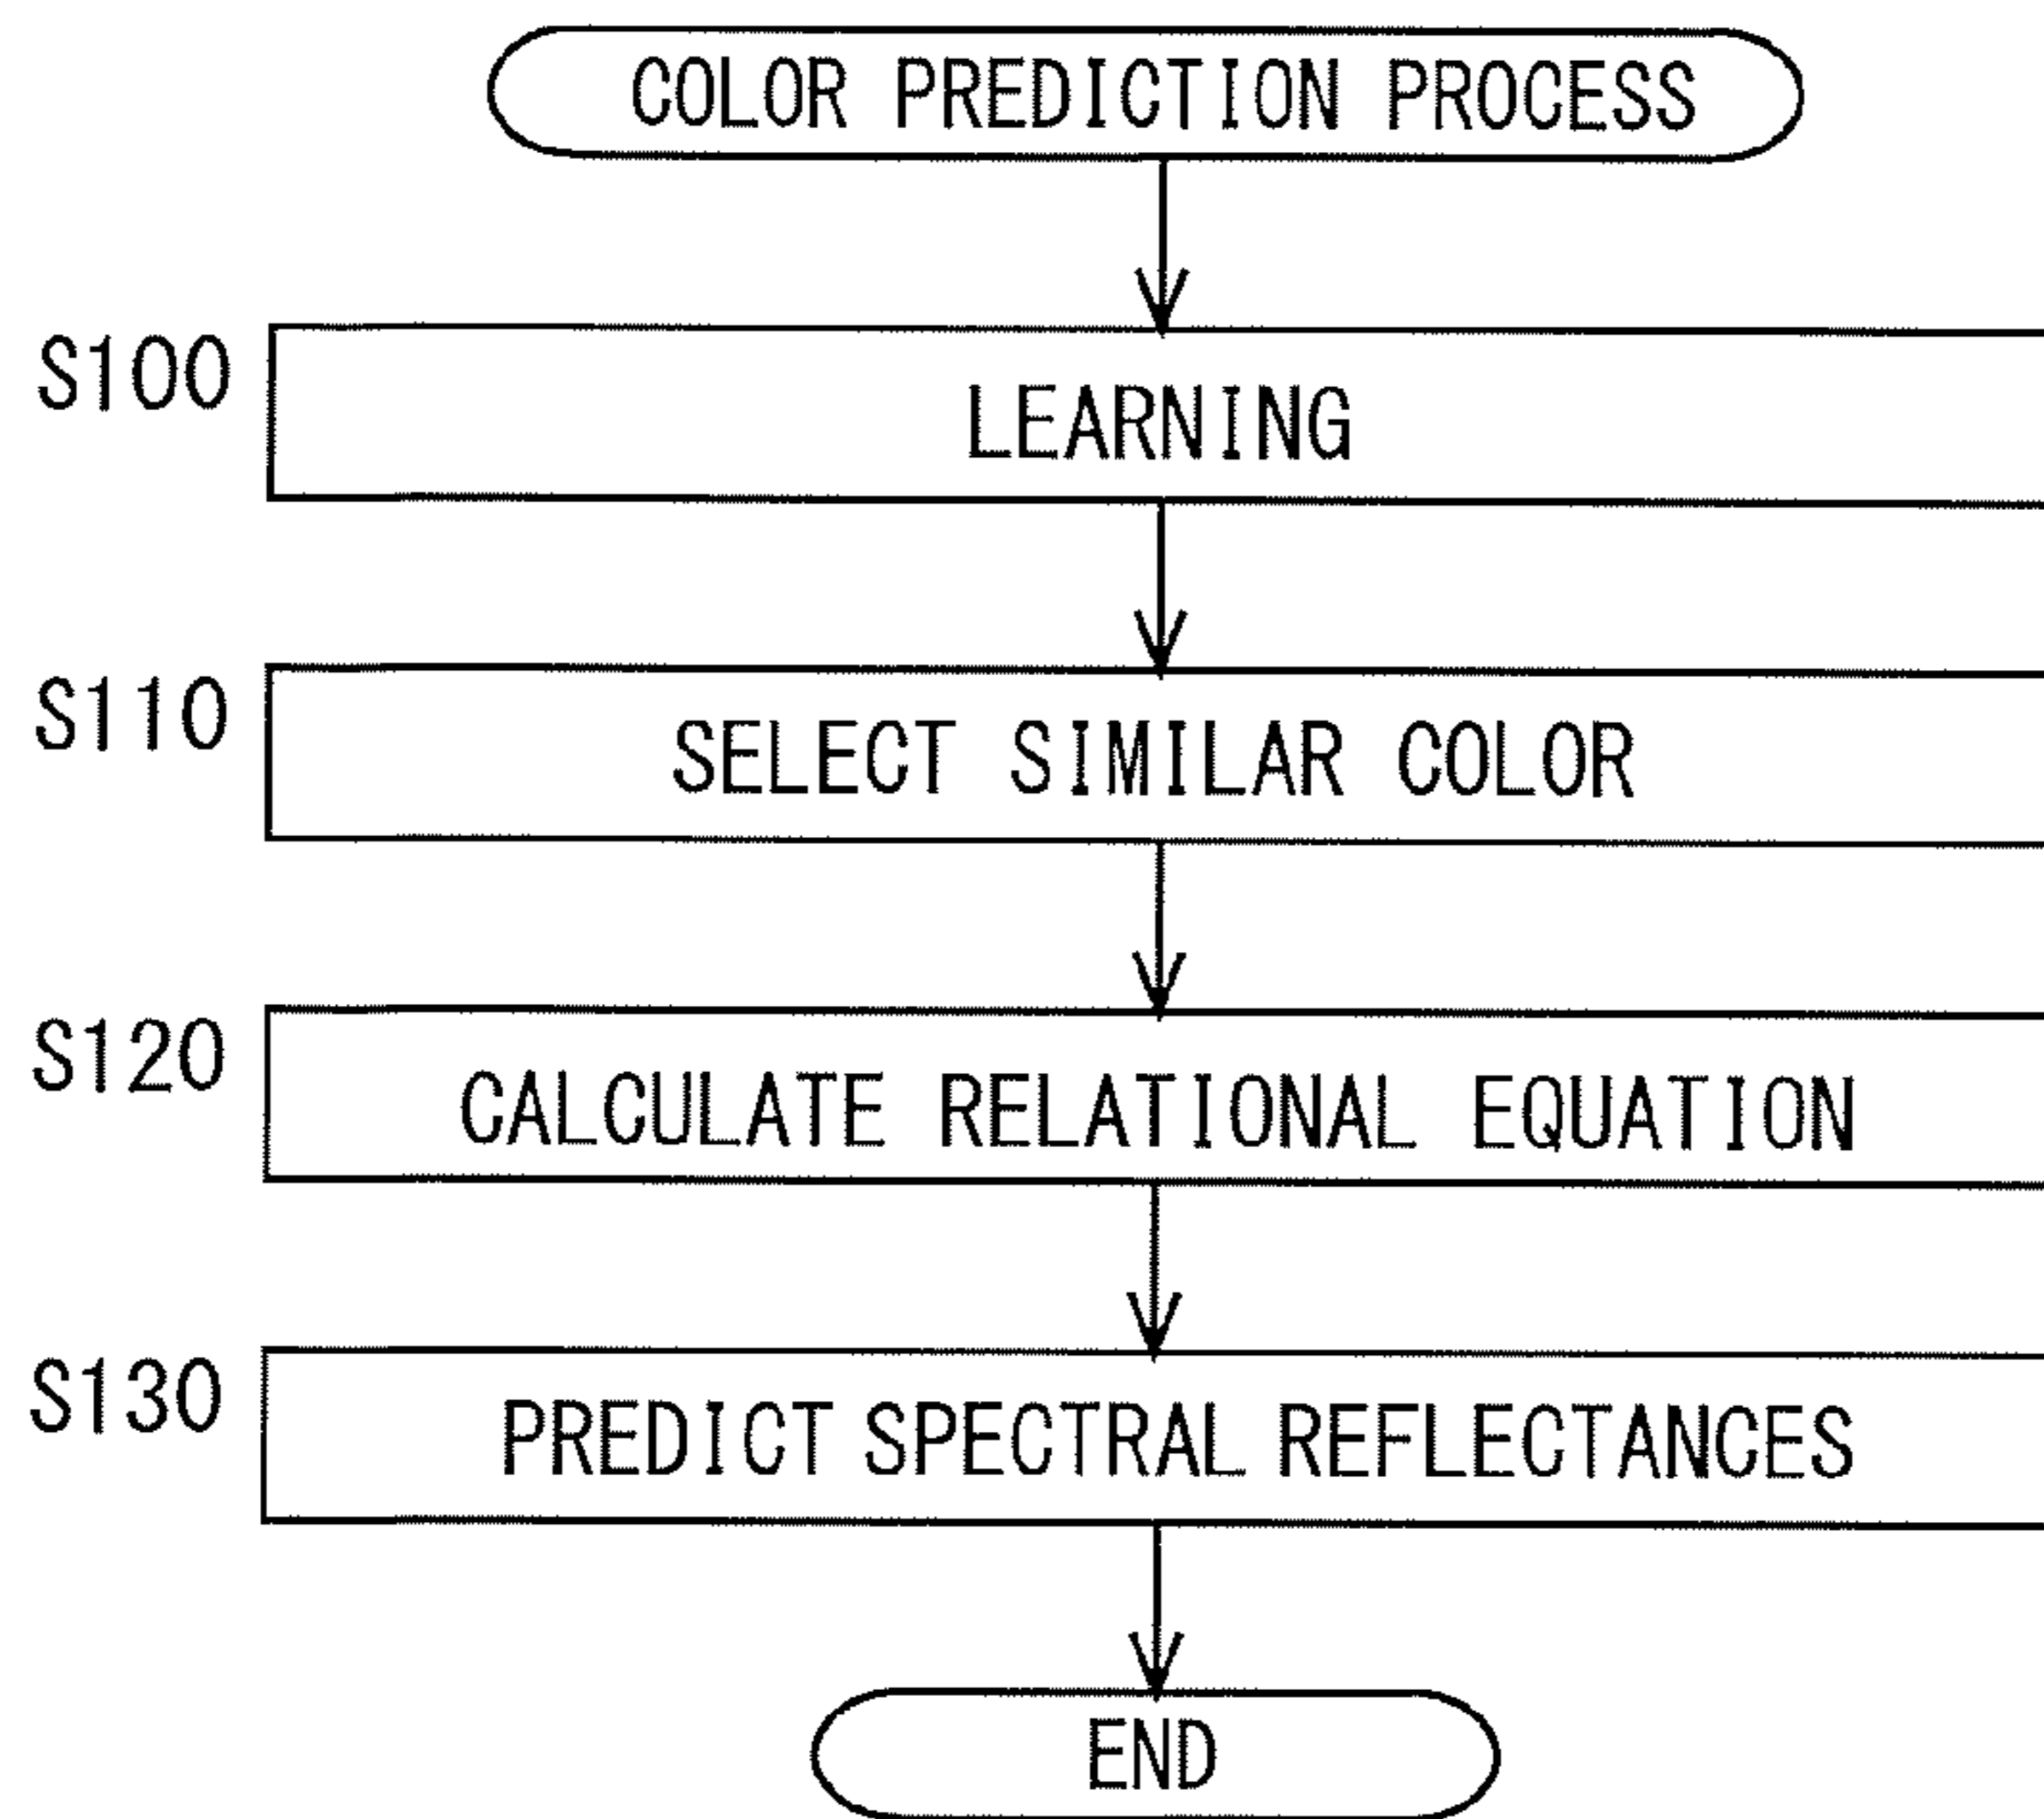 COLOR PREDICTION PROCESS
S100
LEARNING
S110
SELECT SIMILAR COLOR
S120
CALCULATE RELATIONAL EQUATION
S130
PREDICT SPECTRAL REFLECTANCES
END